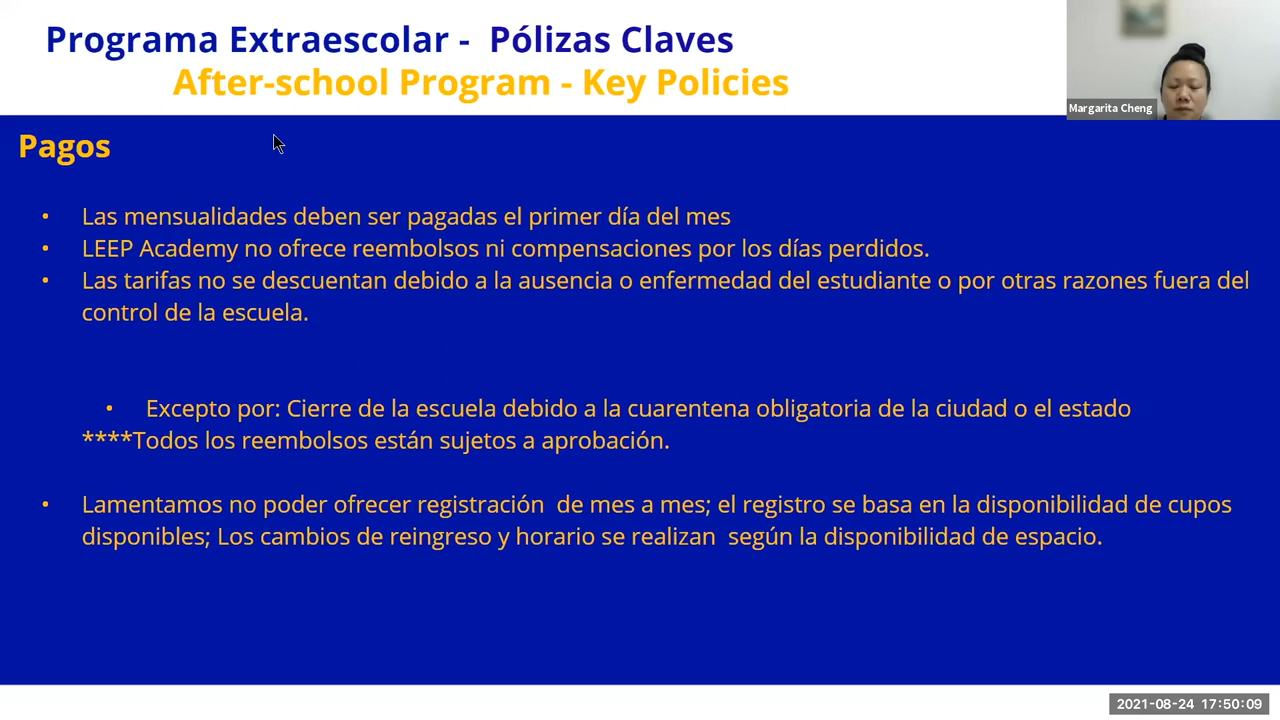 Programa Extraescolar - Pólizas Claves
After-school Program - Key Policies
Margarita Cheng
Pagos
• Las mensualidades deben ser pagadas el primer día del mes
• LEEP Academy no ofrece reembolsos ni compensaciones por los días perdidos.
• Las tarifas no se descuentan debido a la ausencia o enfermedad del estudiante o por otras razones fuera del
control de la escuela.
• Excepto por: Cierre de la escuela debido a la cuarentena obligatoria de la ciudad o el estado
****Todos los reembolsos están sujetos a aprobación.
• Lamentamos no poder ofrecer registración de mes a mes; el registro se basa en la disponibilidad de cupos
disponibles; Los cambios de reingreso y horario se realizan según la disponibilidad de espacio.
2021-08-24 17:50:09